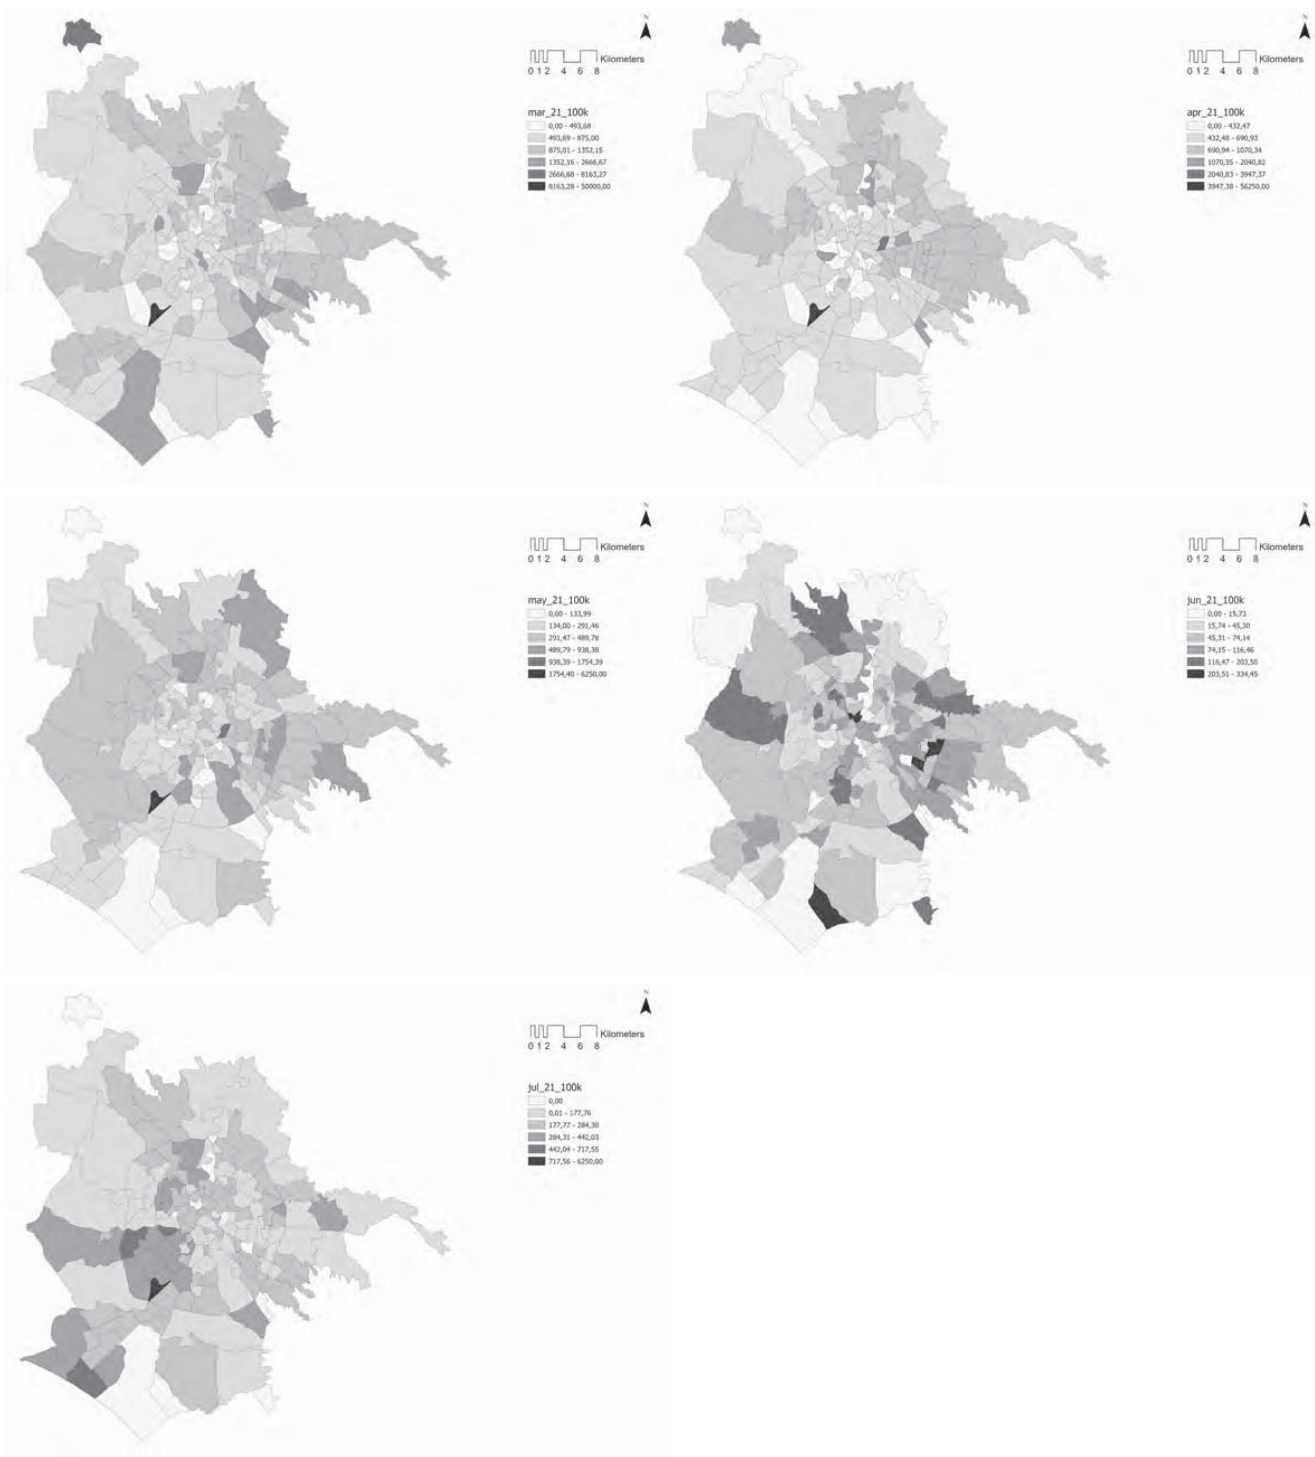 N
Kilometers
0 1 2 4 6 8
mar_21_100k
0,00 - 493,68
493,69 - 875,00
875,01 - 1352,15
1352,16 - 2666,67
2666,68 - 8163,27
8163,28 - 50000,00
N
Kilometers
0 1 2 4 6 8
apr_21_100k
0,00 - 432,47
432,48 - 690,93
690,94 - 1070,34
1070,35 - 2040,82
2040,83 - 3947,37
3947,38 - 56250,00
N
Kilometers
0 1 2 4 6 8
may_21_100k
0,00 - 133,99
134,00 - 291,46
291,47 - 489,78
489,79 - 938,38
938,39 - 1754,39
1754,40 - 6250,00
N
Kilometers
0 1 2 4 6 8
jun_21_100k
0,00 - 15,73
15,74 - 45,30
45,31 - 74,14
74,15 - 116,46
116,47 - 203,50
203,51 - 334,45
N
Kilometers
0 1 2 4 6 8
jul_21_100k
0,00
0,01 - 177,76
177,77 - 284,30
284,31 - 442,03
442,04 - 717,55
717,56 - 6250,00